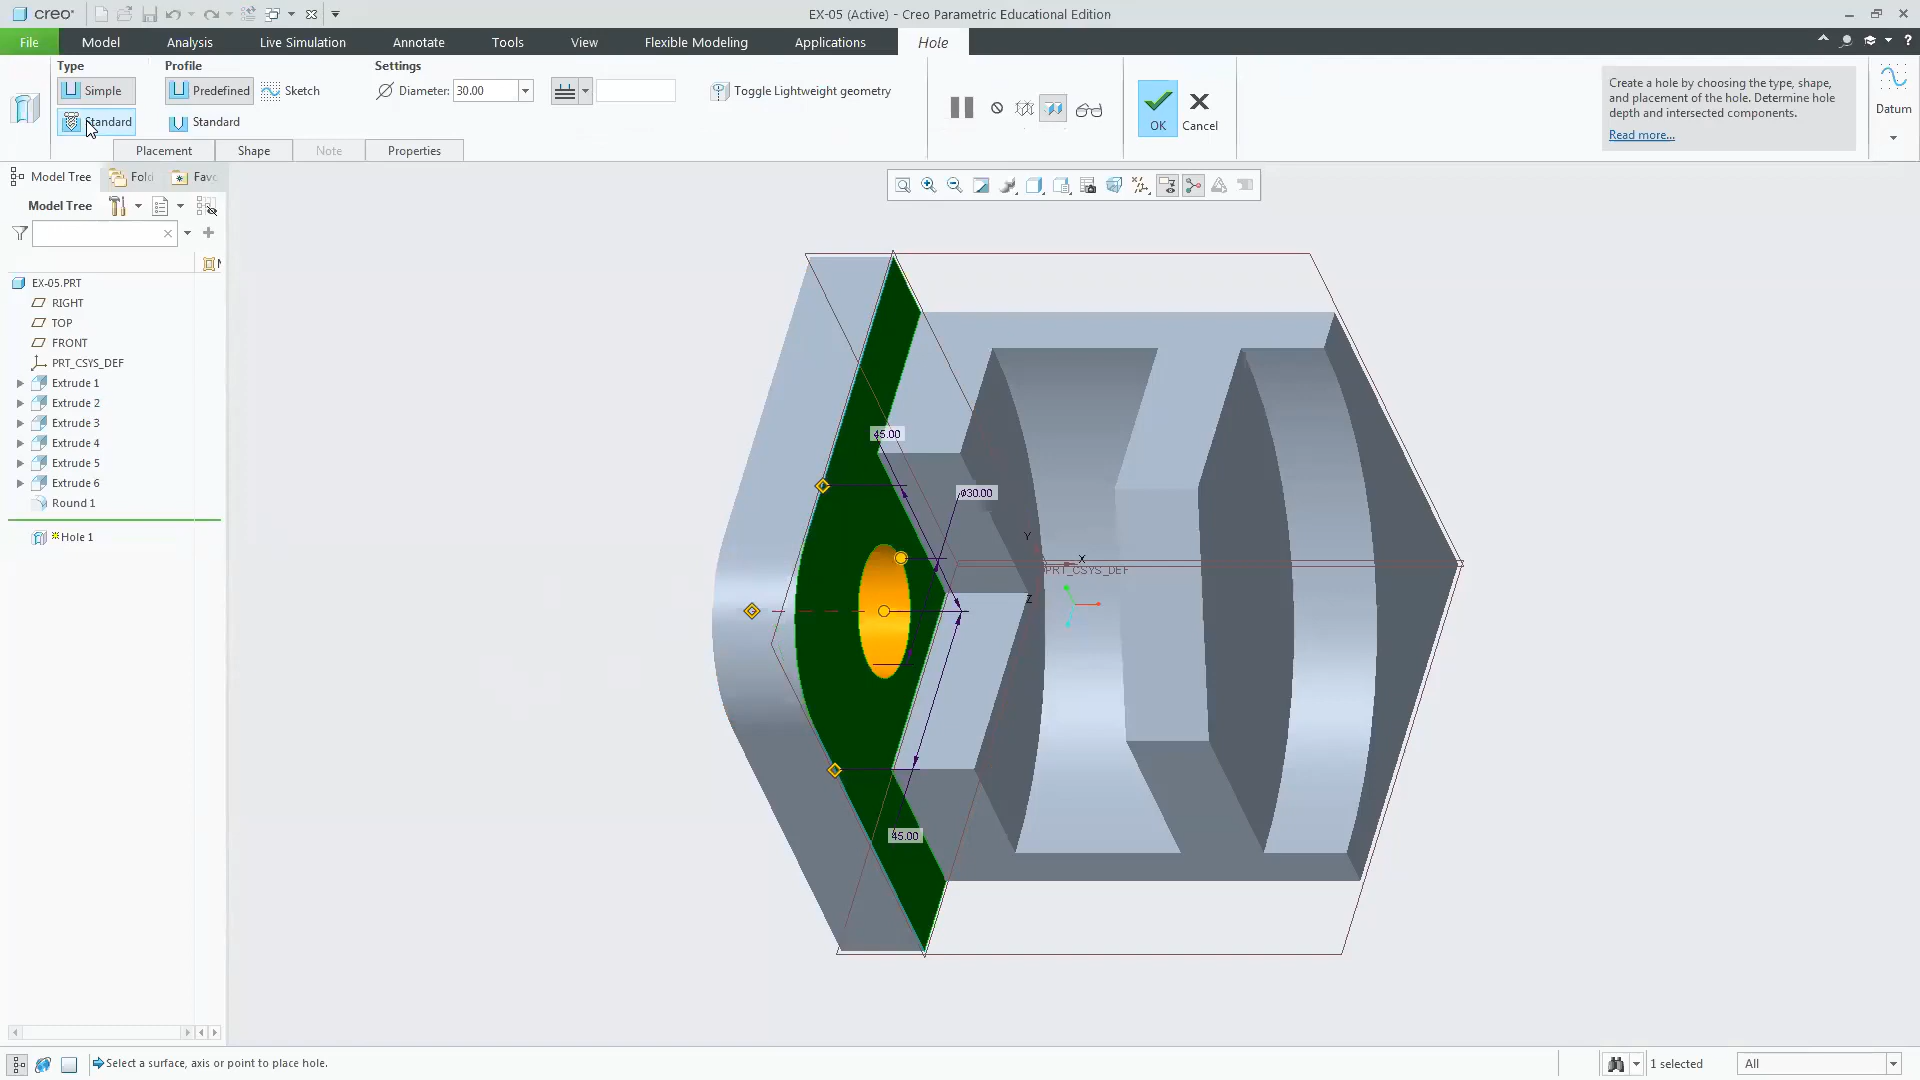 creo
EX-05 (Active) - Creo Parametric Educational Edition
File Model Analysis Live Simulation Annotate Tools View Flexible Modeling Applications Hole
Type Profile Settings
Simple Predefined Sketch Diameter: 30.00 Toggle Lightweight geometry
Standard Standard
OK Cancel
Create a hole by choosing the type, shape,
and placement of the hole. Determine hole
depth and intersected components.
Read more...
Datum
Placement Shape Note Properties
Model Tree Fold Favo
Model Tree
EX-05.PRT
RIGHT
TOP
FRONT
PRT_CSYS_DEF
Extrude 1
Extrude 2
Extrude 3
Extrude 4
Extrude 5
Extrude 6
Round 1
Hole 1
45.00
ø30.00
Y
X
PRT_CSYS_DEF
Z
45.00
Select a surface, axis or point to place hole.
1 selected
All